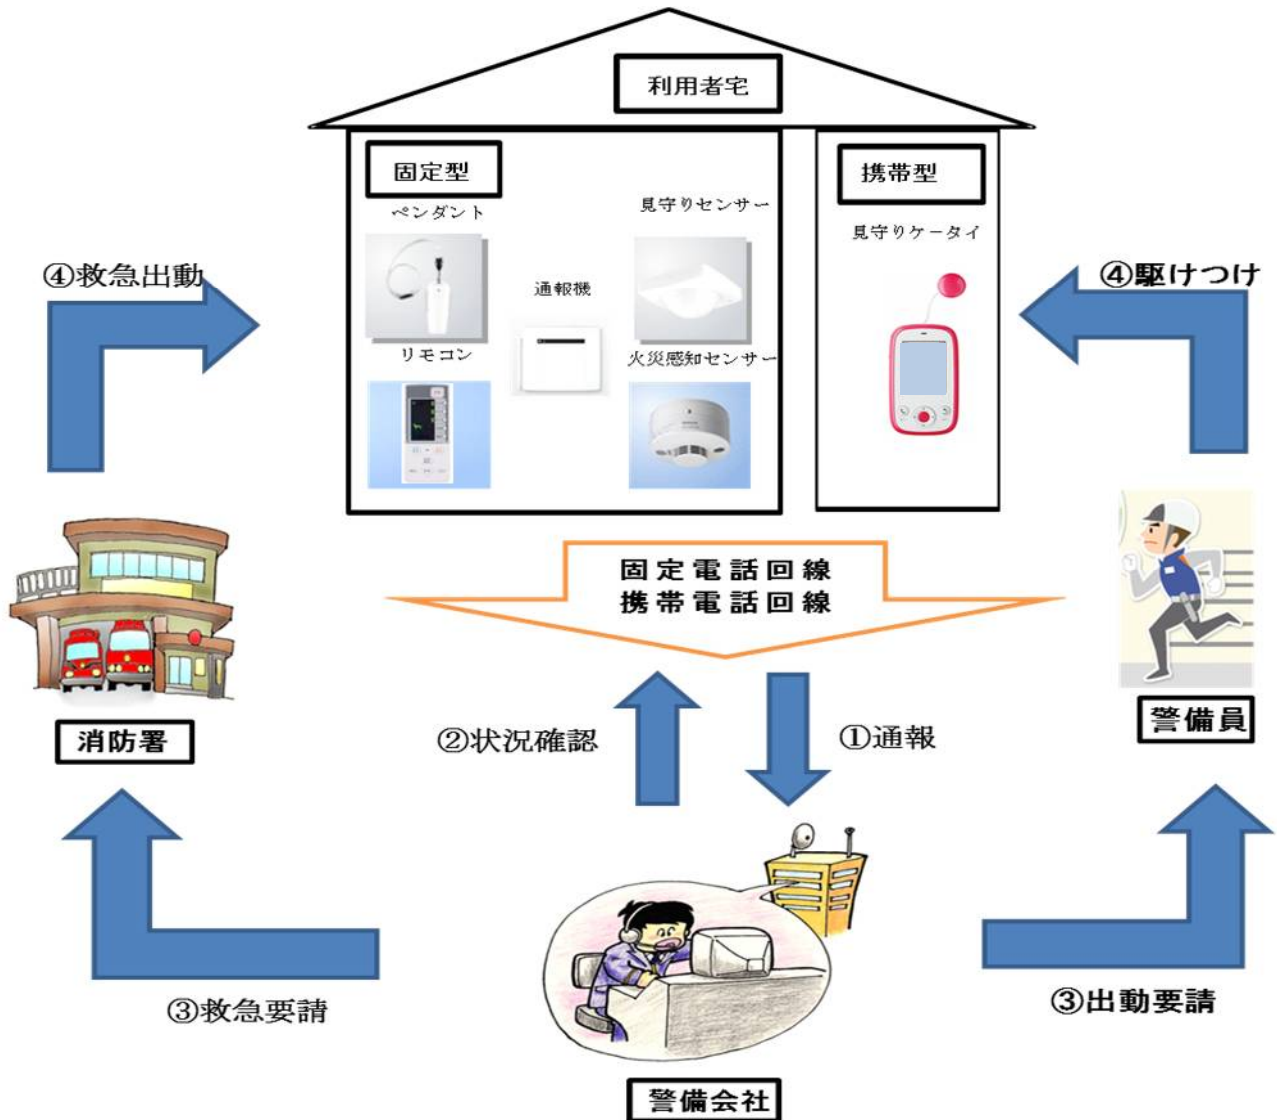 利用者宅
固定型
携帯型
ペンダント
見守りセンサー
見守りケータイ
通報機
リモコン
火災感知センサー
④救急出動
④駆けつけ
固定電話回線
携帯電話回線
消防署
警備員
②状況確認
①通報
③救急要請
③出動要請
警備会社